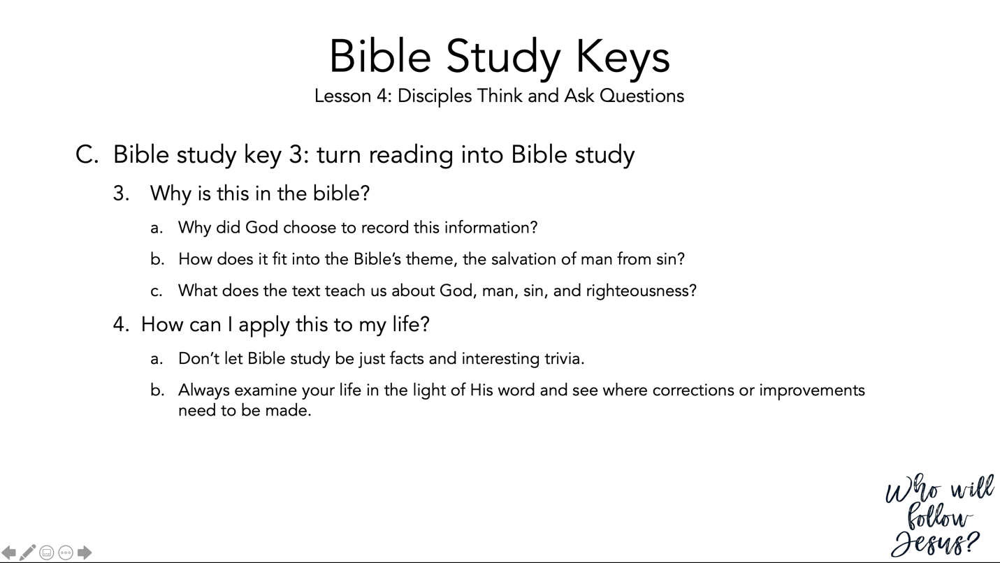 Bible Study Keys
Lesson 4: Disciples Think and Ask Questions
C. Bible study key 3: turn reading into Bible study
3. Why is this in the bible?
a. Why did God choose to record this information?
b. How does it fit into the Bible’s theme, the salvation of man from sin?
c. What does the text teach us about God, man, sin, and righteousness?
4. How can I apply this to my life?
a. Don’t let Bible study be just facts and interesting trivia.
b. Always examine your life in the light of His word and see where corrections or improvements
need to be made.
Who will
follow
Jesus?